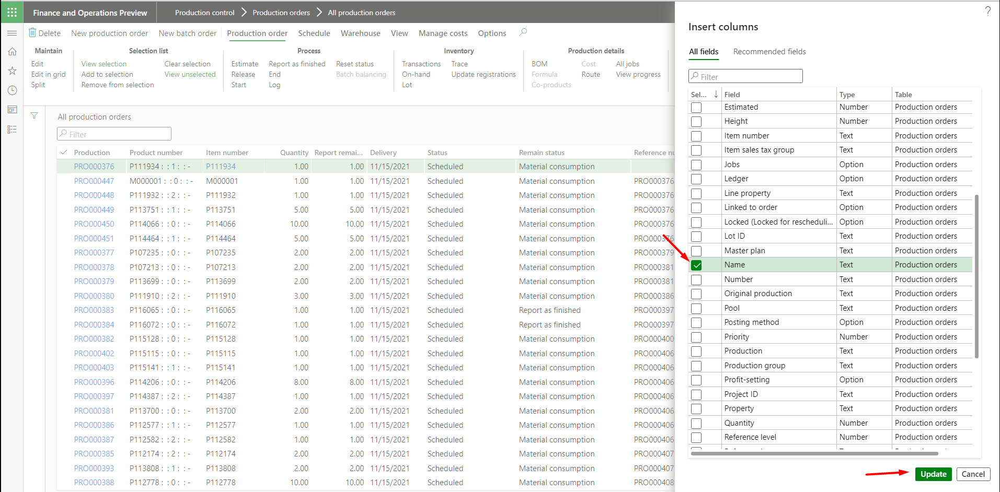 Finance and Operations Preview Production control Production orders All production orders
?
Insert columns
Delete New production order New batch order Production order Schedule Warehouse View Manage costs Options
Maintain Selection list Process Inventory Production details
Edit View selection Clear selection Estimate Report as finished Reset status Transactions Trace BOM Cost All jobs
Edit in grid Add to selection View unselected Release End Batch balancing On-hand Update registrations Formula Route View progress
Split Remove from selection Start Log Lot Co-products
All production orders
Filter
Production Product number Item number Quantity Report remai... Delivery Status Remain status Reference nu
PRO000376 P111934 : : 1 : : - P111934 1.00 1.00 11/15/2021 Scheduled Material consumption
PRO000447 M000001 : : 0 : : - M000001 1.00 1.00 11/15/2021 Scheduled Material consumption PRO000376
PRO000448 P111932 : : 2 : : - P111932 1.00 1.00 11/15/2021 Scheduled Material consumption PRO000376
PRO000449 P113751 : : 1 : : - P113751 5.00 5.00 11/15/2021 Scheduled Material consumption PRO000376
PRO000450 P114066 : : 0 : : - P114066 10.00 10.00 11/15/2021 Scheduled Material consumption PRO000376
PRO000451 P114464 : : 1 : : - P114464 5.00 5.00 11/15/2021 Scheduled Material consumption PRO000376
PRO000377 P107235 : : 0 : : - P107235 2.00 2.00 11/15/2021 Scheduled Material consumption PRO000379
PRO000378 P107213 : : 0 : : - P107213 2.00 2.00 11/15/2021 Scheduled Material consumption PRO000381
PRO000379 P113699 : : 0 : : - P113699 2.00 2.00 11/15/2021 Scheduled Material consumption PRO000381
PRO000380 P111910 : : 2 : : - P111910 3.00 3.00 11/15/2021 Scheduled Material consumption PRO000386
PRO000383 P116065 : : 0 : : - P116065 1.00 1.00 11/15/2021 Scheduled Report as finished PRO000397
PRO000384 P116072 : : 0 : : - P116072 1.00 1.00 11/15/2021 Scheduled Report as finished PRO000397
PRO000382 P115128 : : 0 : : - P115128 1.00 1.00 11/15/2021 Scheduled Material consumption PRO000400
PRO000402 P115115 : : 0 : : - P115115 1.00 1.00 11/15/2021 Scheduled Material consumption PRO000406
PRO000403 P115141 : : 1 : : - P115141 1.00 1.00 11/15/2021 Scheduled Material consumption PRO000406
PRO000396 P114206 : : 0 : : - P114206 8.00 8.00 11/15/2021 Scheduled Material consumption PRO000406
PRO000397 P114387 : : 2 : : - P114387 1.00 1.00 11/15/2021 Scheduled Material consumption PRO000406
PRO000381 P113700 : : 0 : : - P113700 2.00 2.00 11/15/2021 Scheduled Material consumption PRO000406
PRO000386 P112577 : : 1 : : - P112577 1.00 1.00 11/15/2021 Scheduled Material consumption PRO000406
PRO000387 P112582 : : 2 : : - P112582 1.00 1.00 11/15/2021 Scheduled Material consumption PRO000406
PRO000385 P112174 : : 2 : : - P112174 2.00 2.00 11/15/2021 Scheduled Material consumption PRO000407
PRO000393 P113808 : : 1 : : - P113808 2.00 2.00 11/15/2021 Scheduled Material consumption PRO000407
PRO000388 P112778 : : 0 : : - P112778 10.00 10.00 11/15/2021 Scheduled Material consumption PRO000408
All fields Recommended fields
Filter
Sel... Field Type Table
Estimated Number Production orders
Height Number Production orders
Item number Text Production orders
Item sales tax group Text Production orders
Jobs Option Production orders
Ledger Option Production orders
Line property Text Production orders
Linked to order Option Production orders
Locked (Locked for rescheduli... Option Production orders
Lot ID Text Production orders
Master plan Text Production orders
Name Text Production orders
Number Text Production orders
Original production Text Production orders
Pool Text Production orders
Posting method Option Production orders
Priority Number Production orders
Production Text Production orders
Production group Text Production orders
Profit-setting Option Production orders
Project ID Text Production orders
Property Text Production orders
Quantity Number Production orders
Reference level Number Production orders
Update Cancel